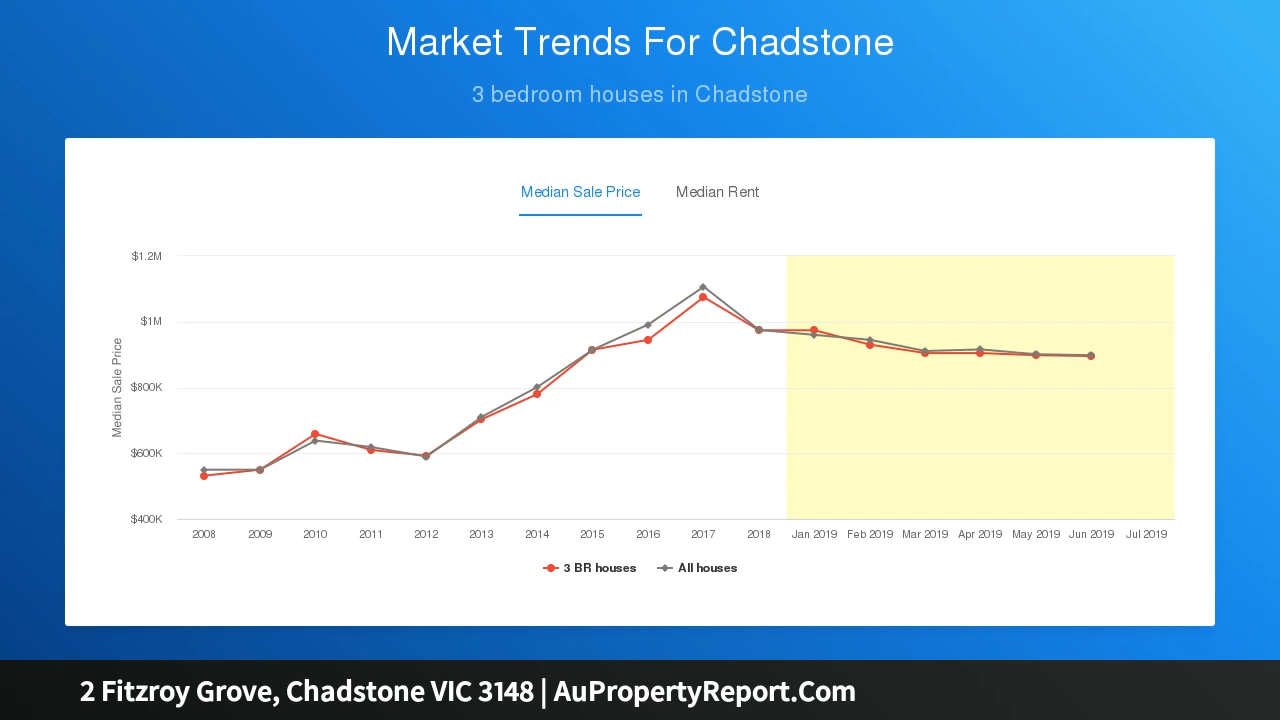 Market Trends For Chadstone
3 bedroom houses in Chadstone
Median Sale Price Median Rent
$1.2M
$1M
$800K
$600K
$400K
Median Sale Price
2008 2009 2010 2011 2012 2013 2014 2015 2016 2017 2018 Jan 2019 Feb 2019 Mar 2019 Apr 2019 May 2019 Jun 2019 Jul 2019
3 BR houses All houses
2 Fitzroy Grove, Chadstone VIC 3148 | AuPropertyReport.Com